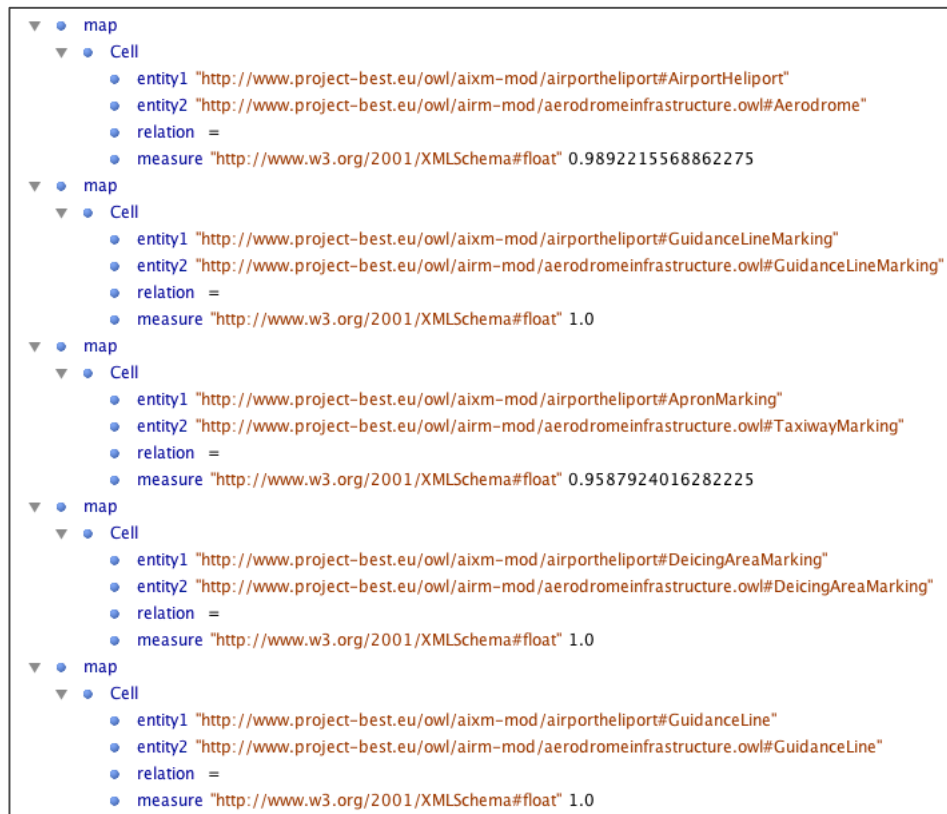 map
Cell
entity1 "http://www.project-best.eu/owl/aixm-mod/airportheliport#AirportHeliport"
entity2 "http://www.project-best.eu/owl/airm-mod/aerodromeinfrastructure.owl#Aerodrome"
relation =
measure "http://www.w3.org/2001/XMLSchema#float" 0.9892215568862275
map
Cell
entity1 "http://www.project-best.eu/owl/aixm-mod/airportheliport#GuidanceLineMarking"
entity2 "http://www.project-best.eu/owl/airm-mod/aerodromeinfrastructure.owl#GuidanceLineMarking"
relation =
measure "http://www.w3.org/2001/XMLSchema#float" 1.0
map
Cell
entity1 "http://www.project-best.eu/owl/aixm-mod/airportheliport#ApronMarking"
entity2 "http://www.project-best.eu/owl/airm-mod/aerodromeinfrastructure.owl#TaxiwayMarking"
relation =
measure "http://www.w3.org/2001/XMLSchema#float" 0.9587924016282225
map
Cell
entity1 "http://www.project-best.eu/owl/aixm-mod/airportheliport#DeicingAreaMarking"
entity2 "http://www.project-best.eu/owl/airm-mod/aerodromeinfrastructure.owl#DeicingAreaMarking"
relation =
measure "http://www.w3.org/2001/XMLSchema#float" 1.0
map
Cell
entity1 "http://www.project-best.eu/owl/aixm-mod/airportheliport#GuidanceLine"
entity2 "http://www.project-best.eu/owl/airm-mod/aerodromeinfrastructure.owl#GuidanceLine"
relation =
measure "http://www.w3.org/2001/XMLSchema#float" 1.0